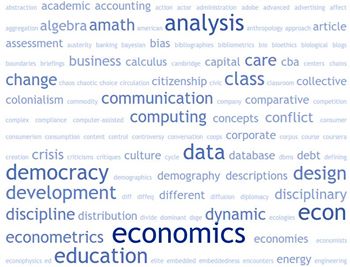 abstraction academic accounting action actor administration adobe advanced advertising affect
aggregation algebra amath american analysis anthropology approach article
assessment austerity banking bayesian bias bibliographies bibliometrics bio bioethics biological blogs
boundaries briefings business calculus cambridge capital care cba centers chains
change chaos chaotic choice circulation citizenship civic class classroom collective
colonialism commodity communication company comparative competition
complex compliance computer-assisted computing concepts conflict consumer
consumerism consumption content control controversy conversation coops corporate corpus course coursera
creation crisis criticisms critiques culture cycle data database dbms debt defining
democracy demographics demography descriptions design
development diff diffeq different diffusion diplomacy disciplinary
discipline distribution divide dominant doge dynamic ecologies econ
econometrics economics economies economists
econophysics ed education elite embedded embeddedness encounters energy engineering